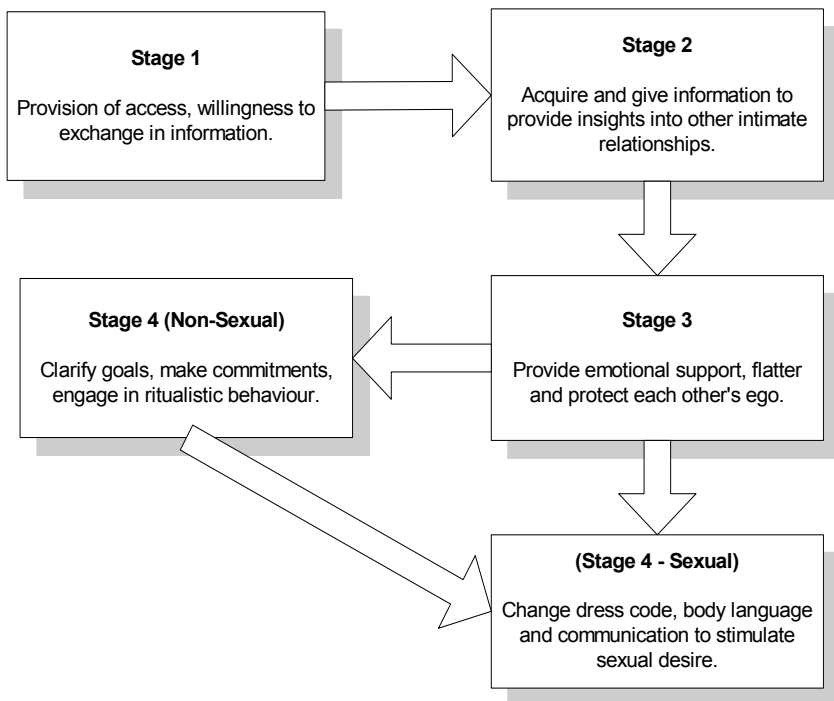 Stage 1
Provision of access, willingness to
exchange in information.
Stage 2
Acquire and give information to
provide insights into other intimate
relationships.
Stage 3
Provide emotional support, flatter
and protect each other's ego.
Stage 4 (Non-Sexual)
Clarify goals, make commitments,
engage in ritualistic behaviour.
(Stage 4 - Sexual)
Change dress code, body language
and communication to stimulate
sexual desire.